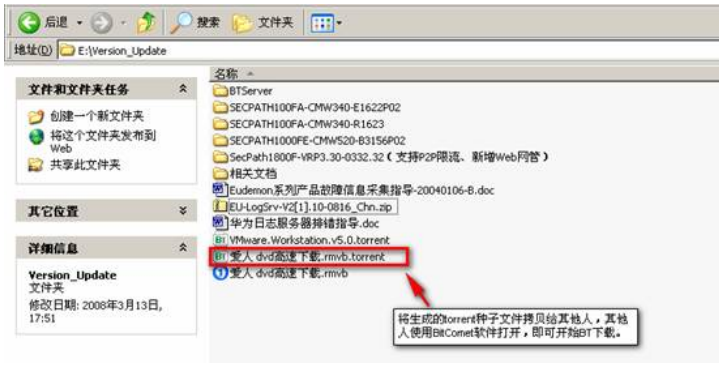 后退
搜索
文件夹
地址(D)
E:\Version_Update
文件和文件夹任务
创建一个新文件夹
将这个文件夹发布到
Web
共享此文件夹
其它位置
详细信息
Version_Update
文件夹
修改日期: 2008年3月13日,
17:51
名称
BTServer
SECPATH100FA-CMW340-E1622P02
SECPATH100FA-CMW340-R1623
SECPATH1000FE-CMW520-B3156P02
SecPath1800F-VRP3.30-0332.32（支持P2P限流、新增Web网管）
相关文档
Eudemon系列产品故障信息采集指导-20040106-B.doc
EU-LogSrv-V2[1].10-0816_Chn.zip
华为日志服务器排错指导.doc
VMware.Workstation.v5.0.torrent
爱人 dvd高速下载.rmvb.torrent
爱人 dvd高速下载.rmvb
将生成的torrent种子文件拷贝给其他人，其他
人使用BitComet软件打开，即可开始BT下载。